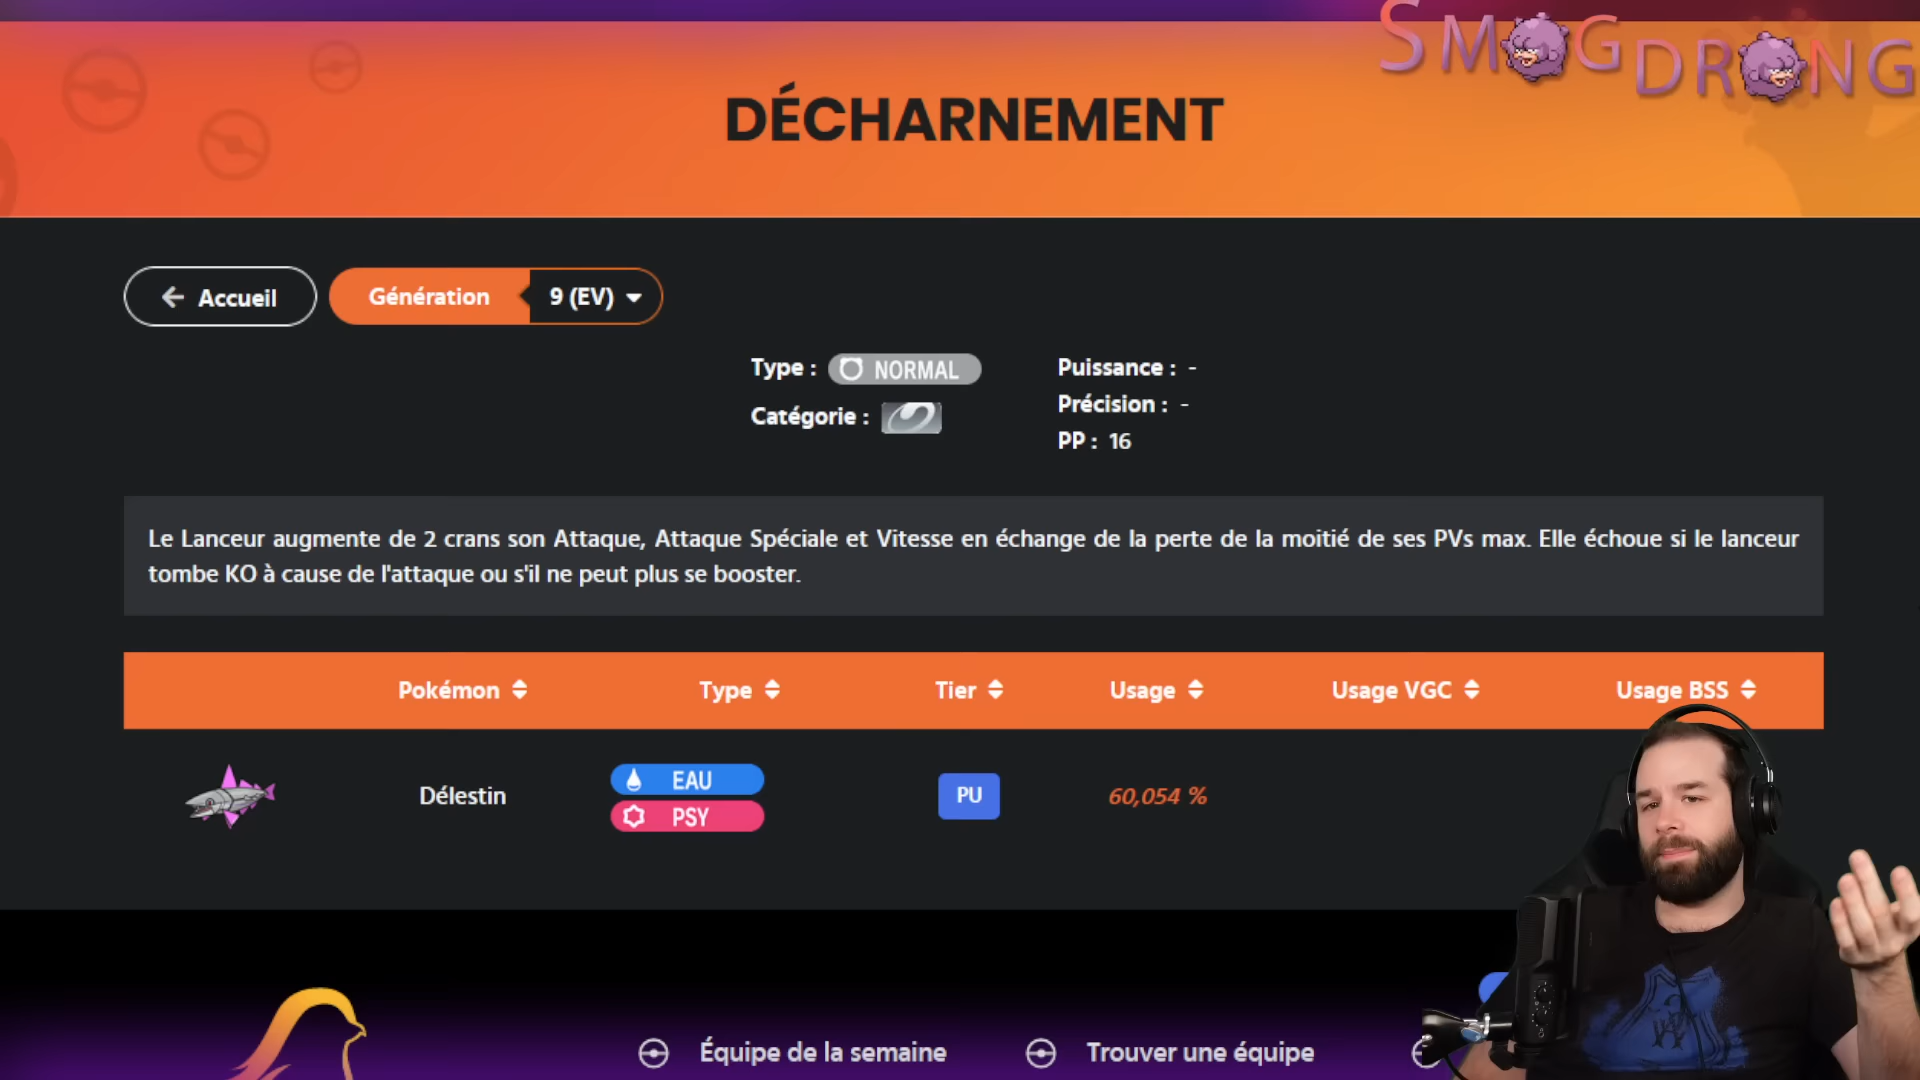 SMOG
DRONG
DÉCHARNEMENT
Accueil
Génération 9 (EV)
Type : NORMAL
Catégorie :
Puissance : -
Précision : -
PP : 16
Le Lanceur augmente de 2 crans son Attaque, Attaque Spéciale et Vitesse en échange de la perte de la moitié de ses PVs max. Elle échoue si le lanceur
tombe KO à cause de l'attaque ou s'il ne peut plus se booster.
Pokémon Type Tier Usage Usage VGC Usage BSS
Délestin EAU PSY PU 60,054 %
Équipe de la semaine Trouver une équipe